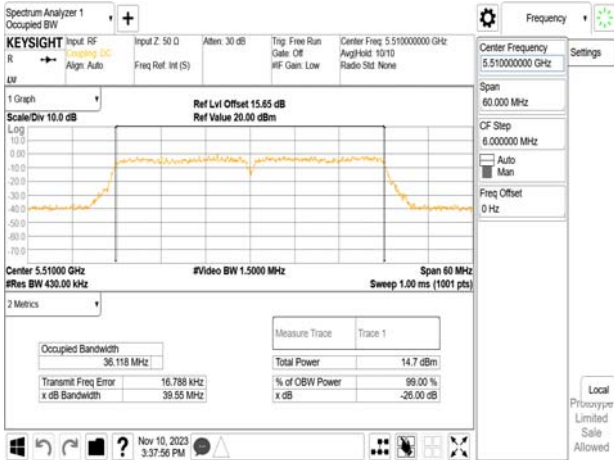 Spectrum Analyzer 1
Occupied BW
Frequency
KEYSIGHT
R
Input: RF
Coupling: DC
Align: Auto
Input Z: 50 Ω
Freq Ref: Int (S)
Atten: 30 dB
Trig: Free Run
Gate: Off
#IF Gain: Low
Center Freq: 5.510000000 GHz
Avg|Hold: 10/10
Radio Std: None
Center Frequency
5.510000000 GHz
Settings
Span
60.000 MHz
CF Step
6.000000 MHz
Auto
Man
Freq Offset
0 Hz
1 Graph
Scale/Div 10.0 dB
Ref Lvl Offset 15.65 dB
Ref Value 20.00 dBm
Log
10.0
0.00
-10.0
-20.0
-30.0
-40.0
-50.0
-60.0
-70.0
Center 5.51000 GHz
#Res BW 430.00 kHz
#Video BW 1.5000 MHz
Span 60 MHz
Sweep 1.00 ms (1001 pts)
2 Metrics
Measure Trace
Trace 1
Occupied Bandwidth
36.118 MHz
Total Power
14.7 dBm
Transmit Freq Error
16.788 kHz
% of OBW Power
99.00 %
x dB Bandwidth
39.55 MHz
x dB
-26.00 dB
Local
Prototype
Limited
Sale
Allowed
Nov 10, 2023
3:37:56 PM